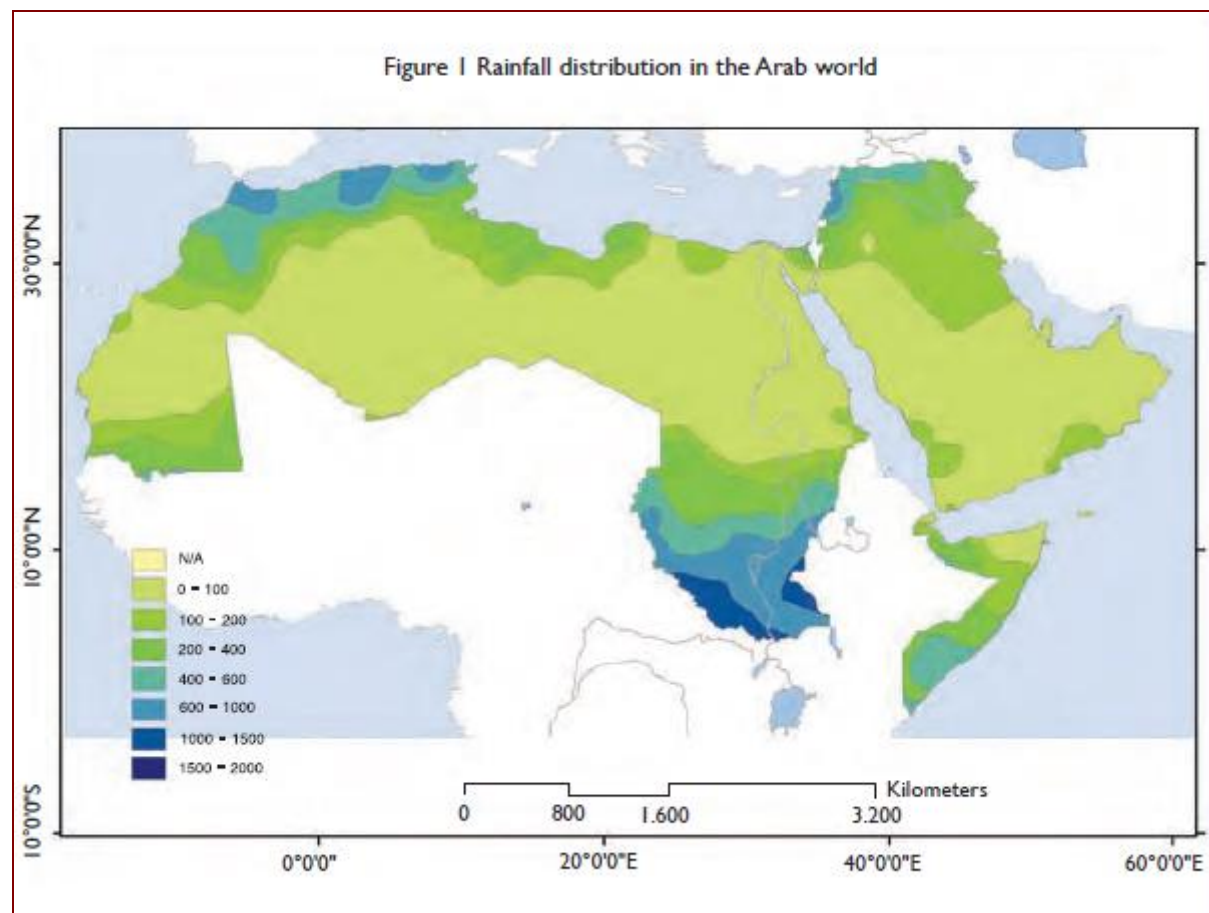 Figure 1 Rainfall distribution in the Arab world
30°0'0"N
10°0'0"N
10°0'0"S
N/A
0 - 100
100 - 200
200 - 400
400 - 600
600 - 1000
1000 - 1500
1500 - 2000
Kilometers
0 800 1.600 3.200
0°0'0" 20°0'0"E 40°0'0"E 60°0'0"E